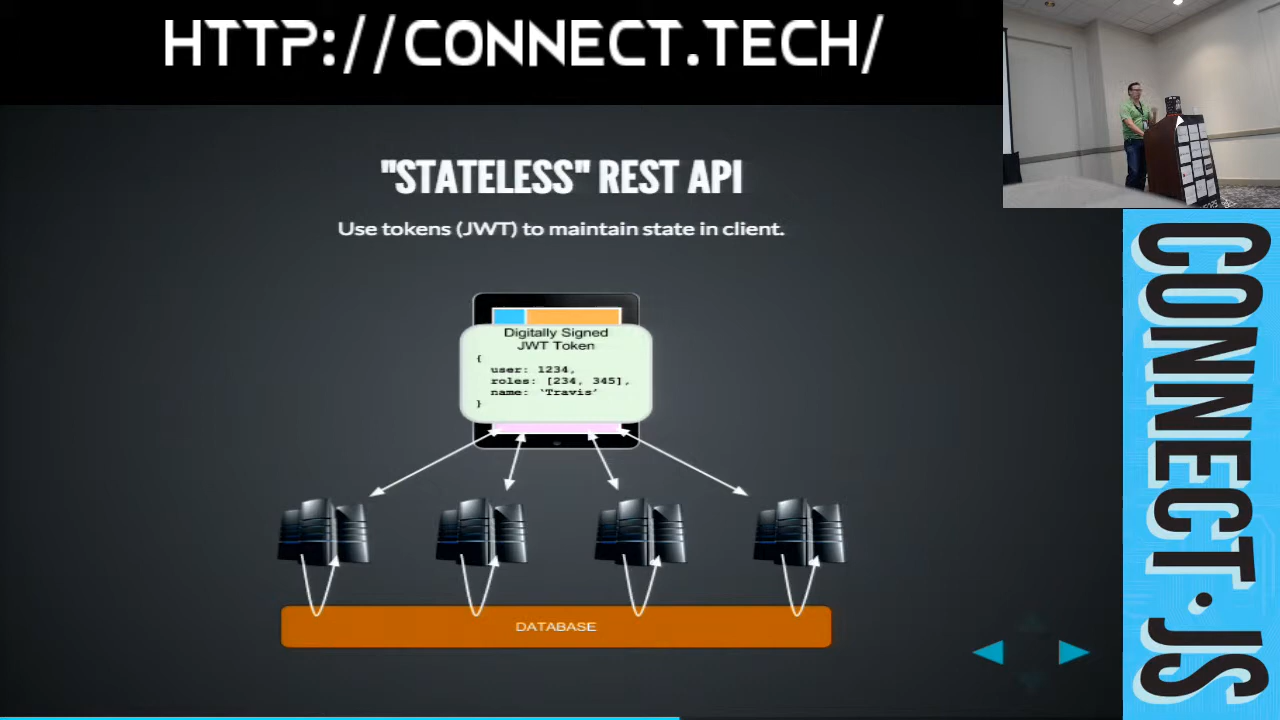 HTTP://CONNECT.TECH/
"STATELESS" REST API
Use tokens (JWT) to maintain state in client.
Digitally Signed
JWT Token
{
user: 1234,
roles: [234, 345],
name: ‘Travis’
}
DATABASE
CONNECT.JS